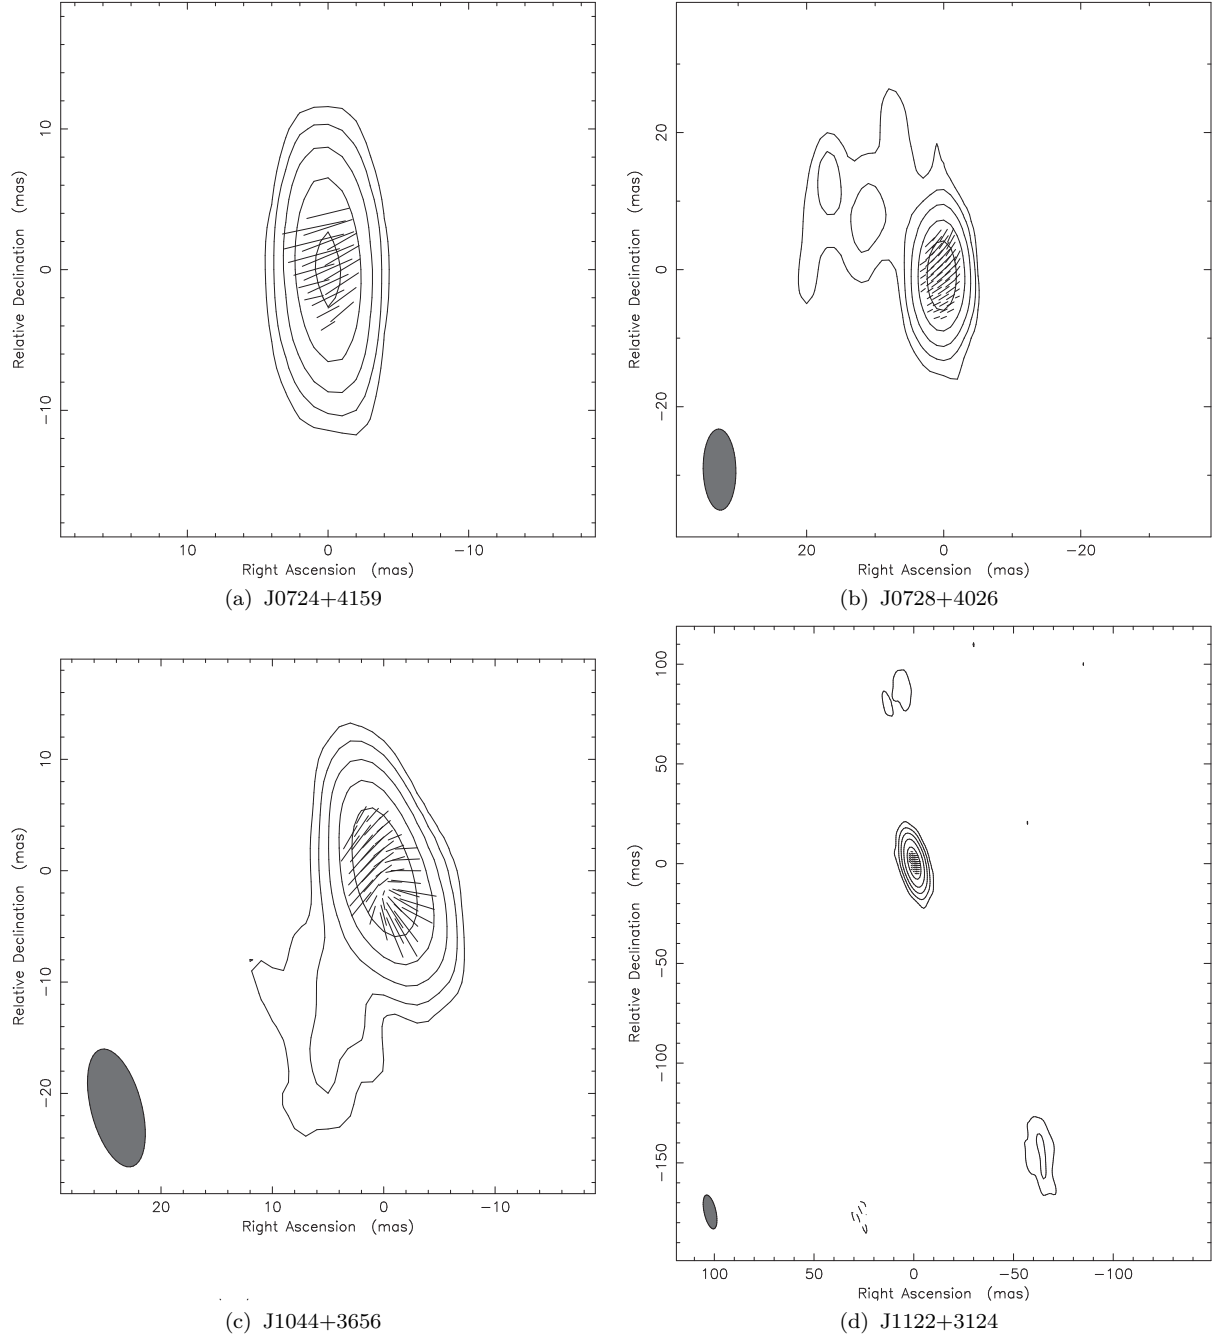 10
0
−10
Relative Declination (mas)
10
0
−10
Right Ascension (mas)
(a) J0724+4159
20
0
−20
Relative Declination (mas)
20
0
−20
Right Ascension (mas)
(b) J0728+4026
10
0
−10
−20
Relative Declination (mas)
20
10
0
−10
Right Ascension (mas)
(c) J1044+3656
100
50
0
−50
−100
−150
Relative Declination (mas)
100
50
0
−50
−100
Right Ascension (mas)
(d) J1122+3124